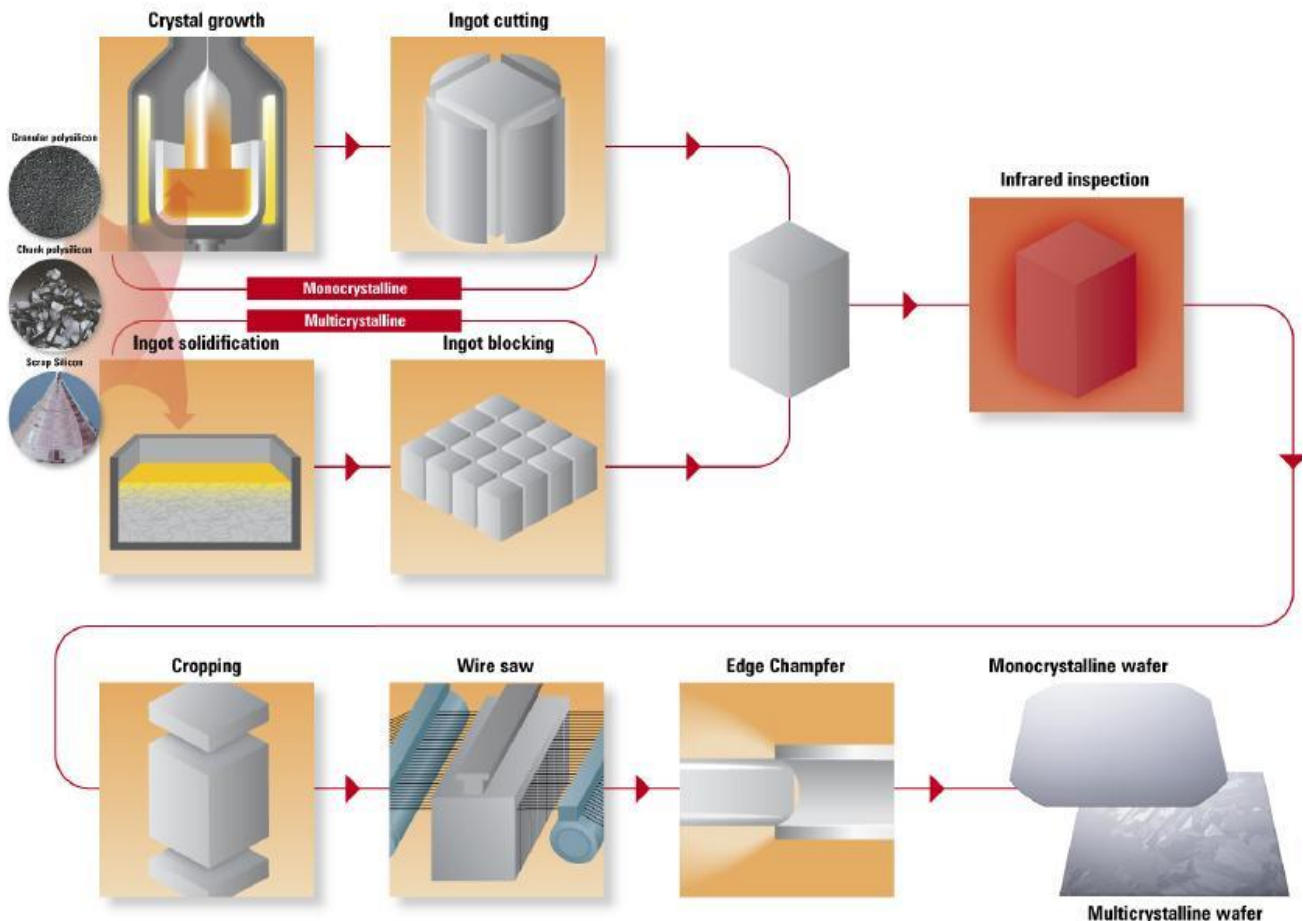 Crystal growth
Ingot cutting
Granular polysilicon
Infrared inspection
Chunk polysilicon
Monocrystalline
Multicrystalline
Ingot solidification
Ingot blocking
Scrap Silicon
Cropping
Wire saw
Edge Champfer
Monocrystalline wafer
Multicrystalline wafer